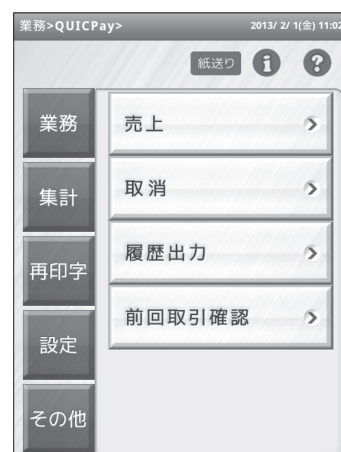 業務>QUICPay> 2013/ 2/ 1(金) 11:02
紙送り i ?
業務
売上
集計
取消
再印字
履歴出力
設定
前回取引確認
その他